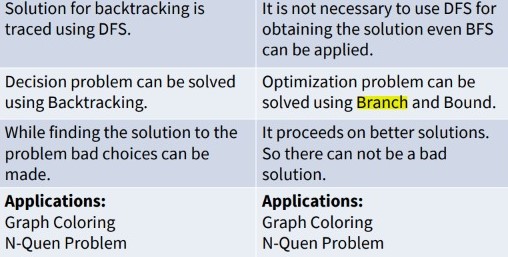 Solution for backtracking is
traced using DFS.
It is not necessary to use DFS for
obtaining the solution even BFS
can be applied.
Decision problem can be solved
using Backtracking.
Optimization problem can be
solved using Branch and Bound.
While finding the solution to the
problem bad choices can be
made.
It proceeds on better solutions.
So there can not be a bad
solution.
Applications:
Graph Coloring
N-Quen Problem
Applications:
Graph Coloring
N-Quen Problem